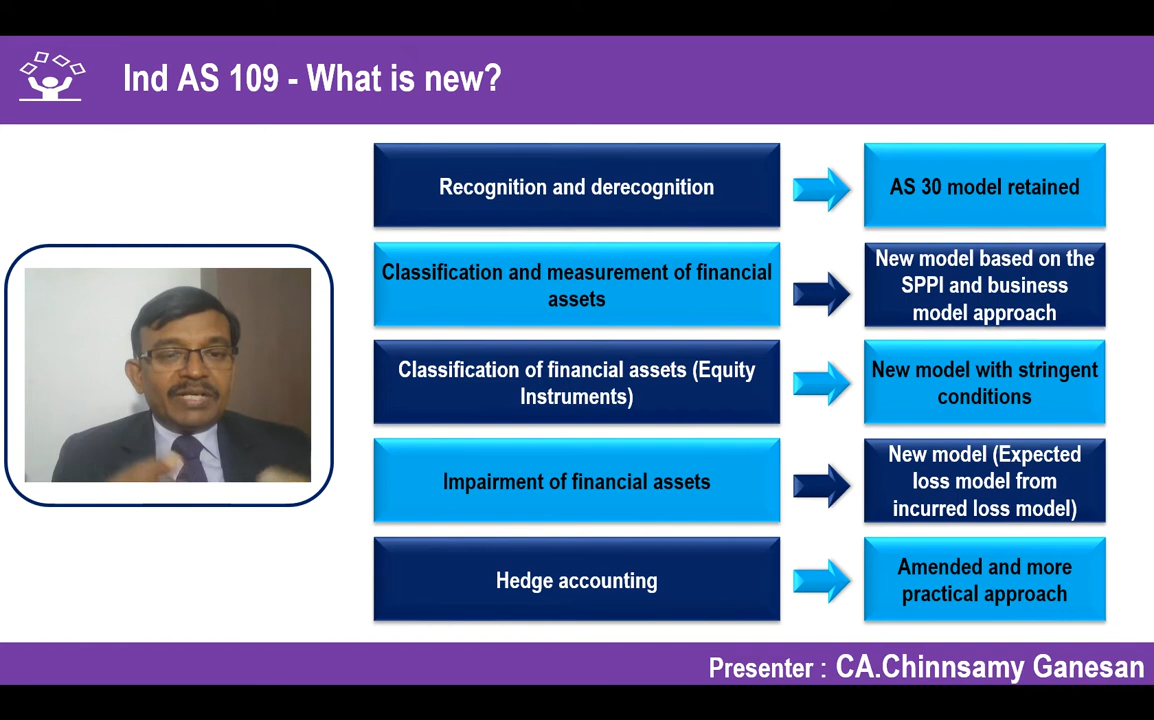 Ind AS 109 - What is new?
Recognition and derecognition
AS 30 model retained
Classification and measurement of financial
assets
New model based on the
SPPI and business
model approach
Classification of financial assets (Equity
Instruments)
New model with stringent
conditions
Impairment of financial assets
New model (Expected
loss model from
incurred loss model)
Hedge accounting
Amended and more
practical approach
Presenter : CA.Chinnsamy Ganesan